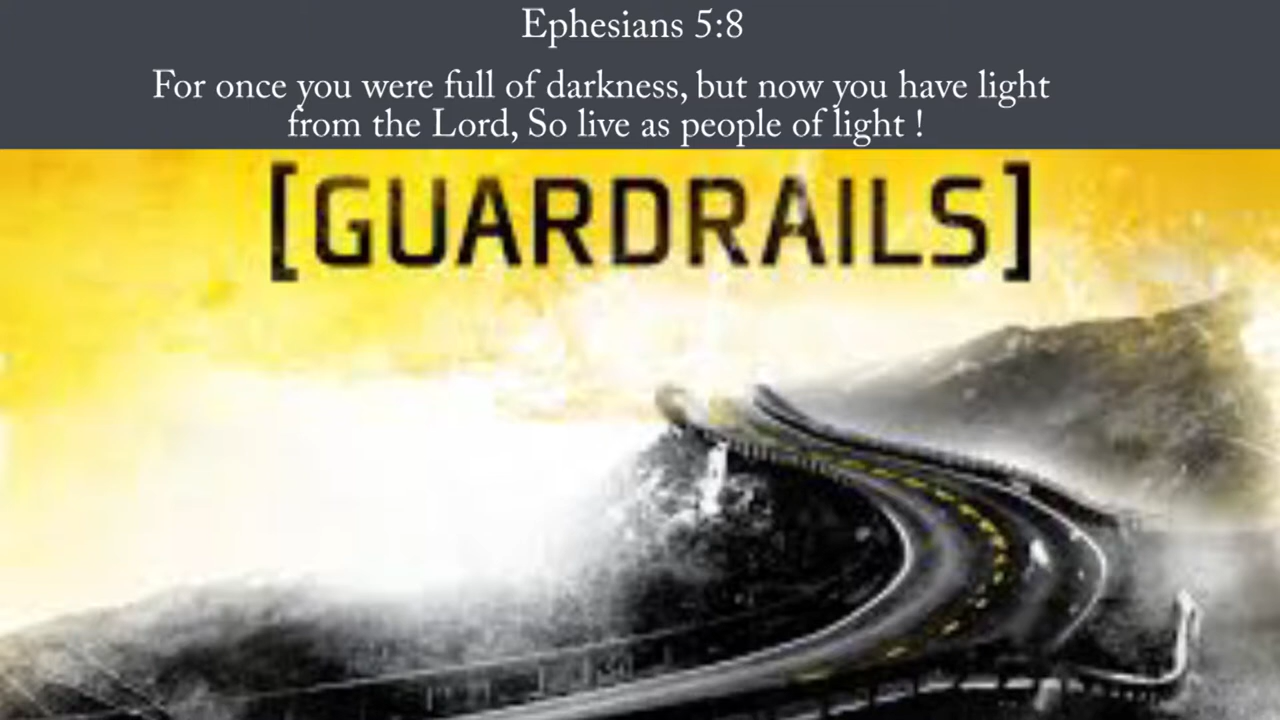 Ephesians 5:8
For once you were full of darkness, but now you have light
from the Lord, So live as people of light !
[GUARDRAILS]